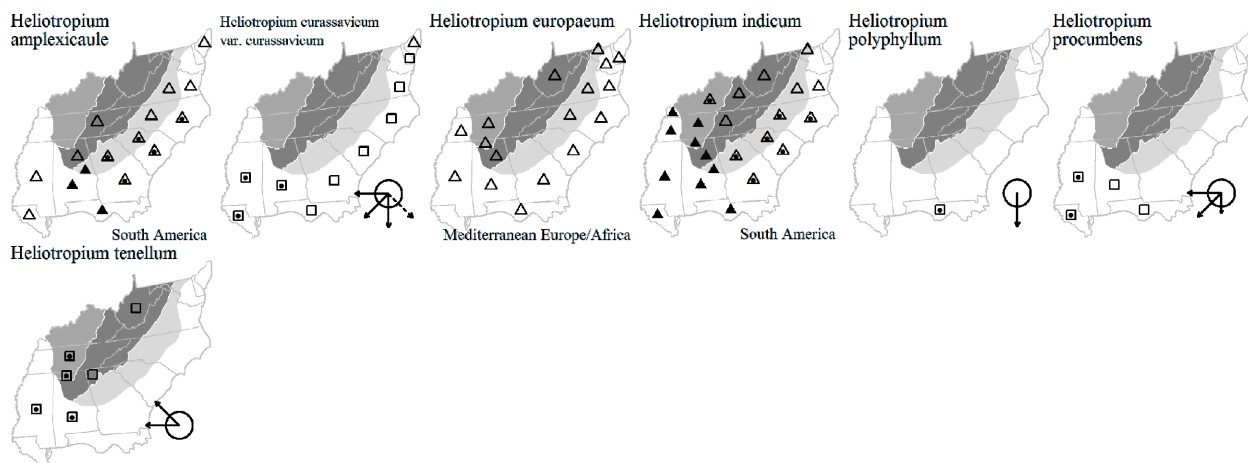 Heliotropium
amplexicaule
South America
Heliotropium curassavicum
var. curassavicum
Heliotropium europaeum
Mediterranean Europe/Africa
Heliotropium indicum
South America
Heliotropium
polyphyllum
Heliotropium
procumbens
Heliotropium tenellum